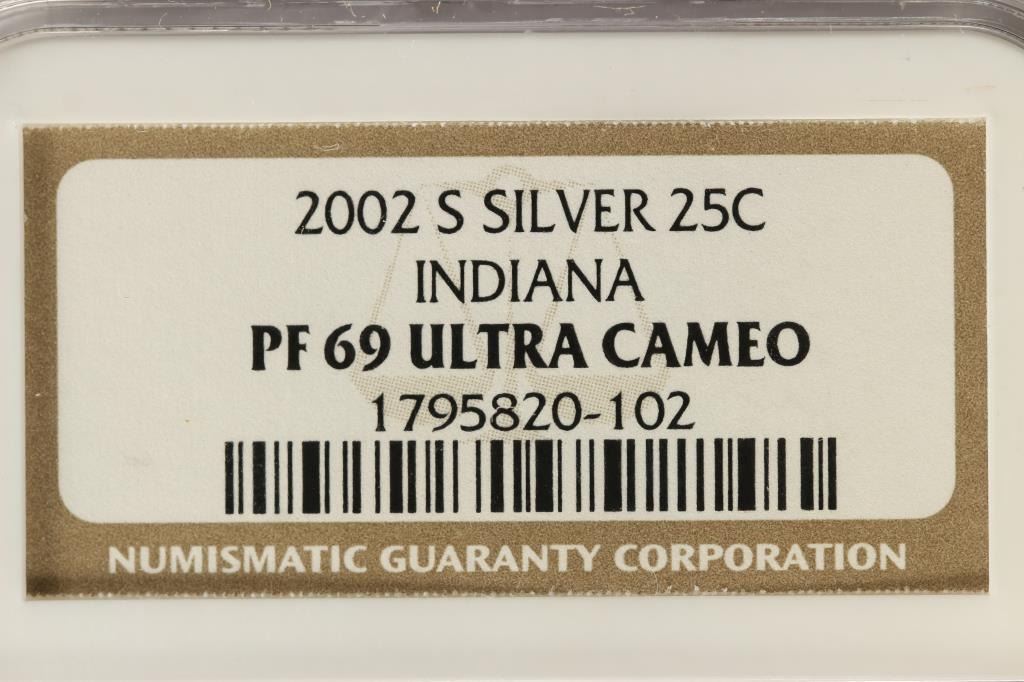 2002 S SILVER 25C
INDIANA
PF 69 ULTRA CAMEO
1795820-102
NUMISMATIC GUARANTY CORPORATION